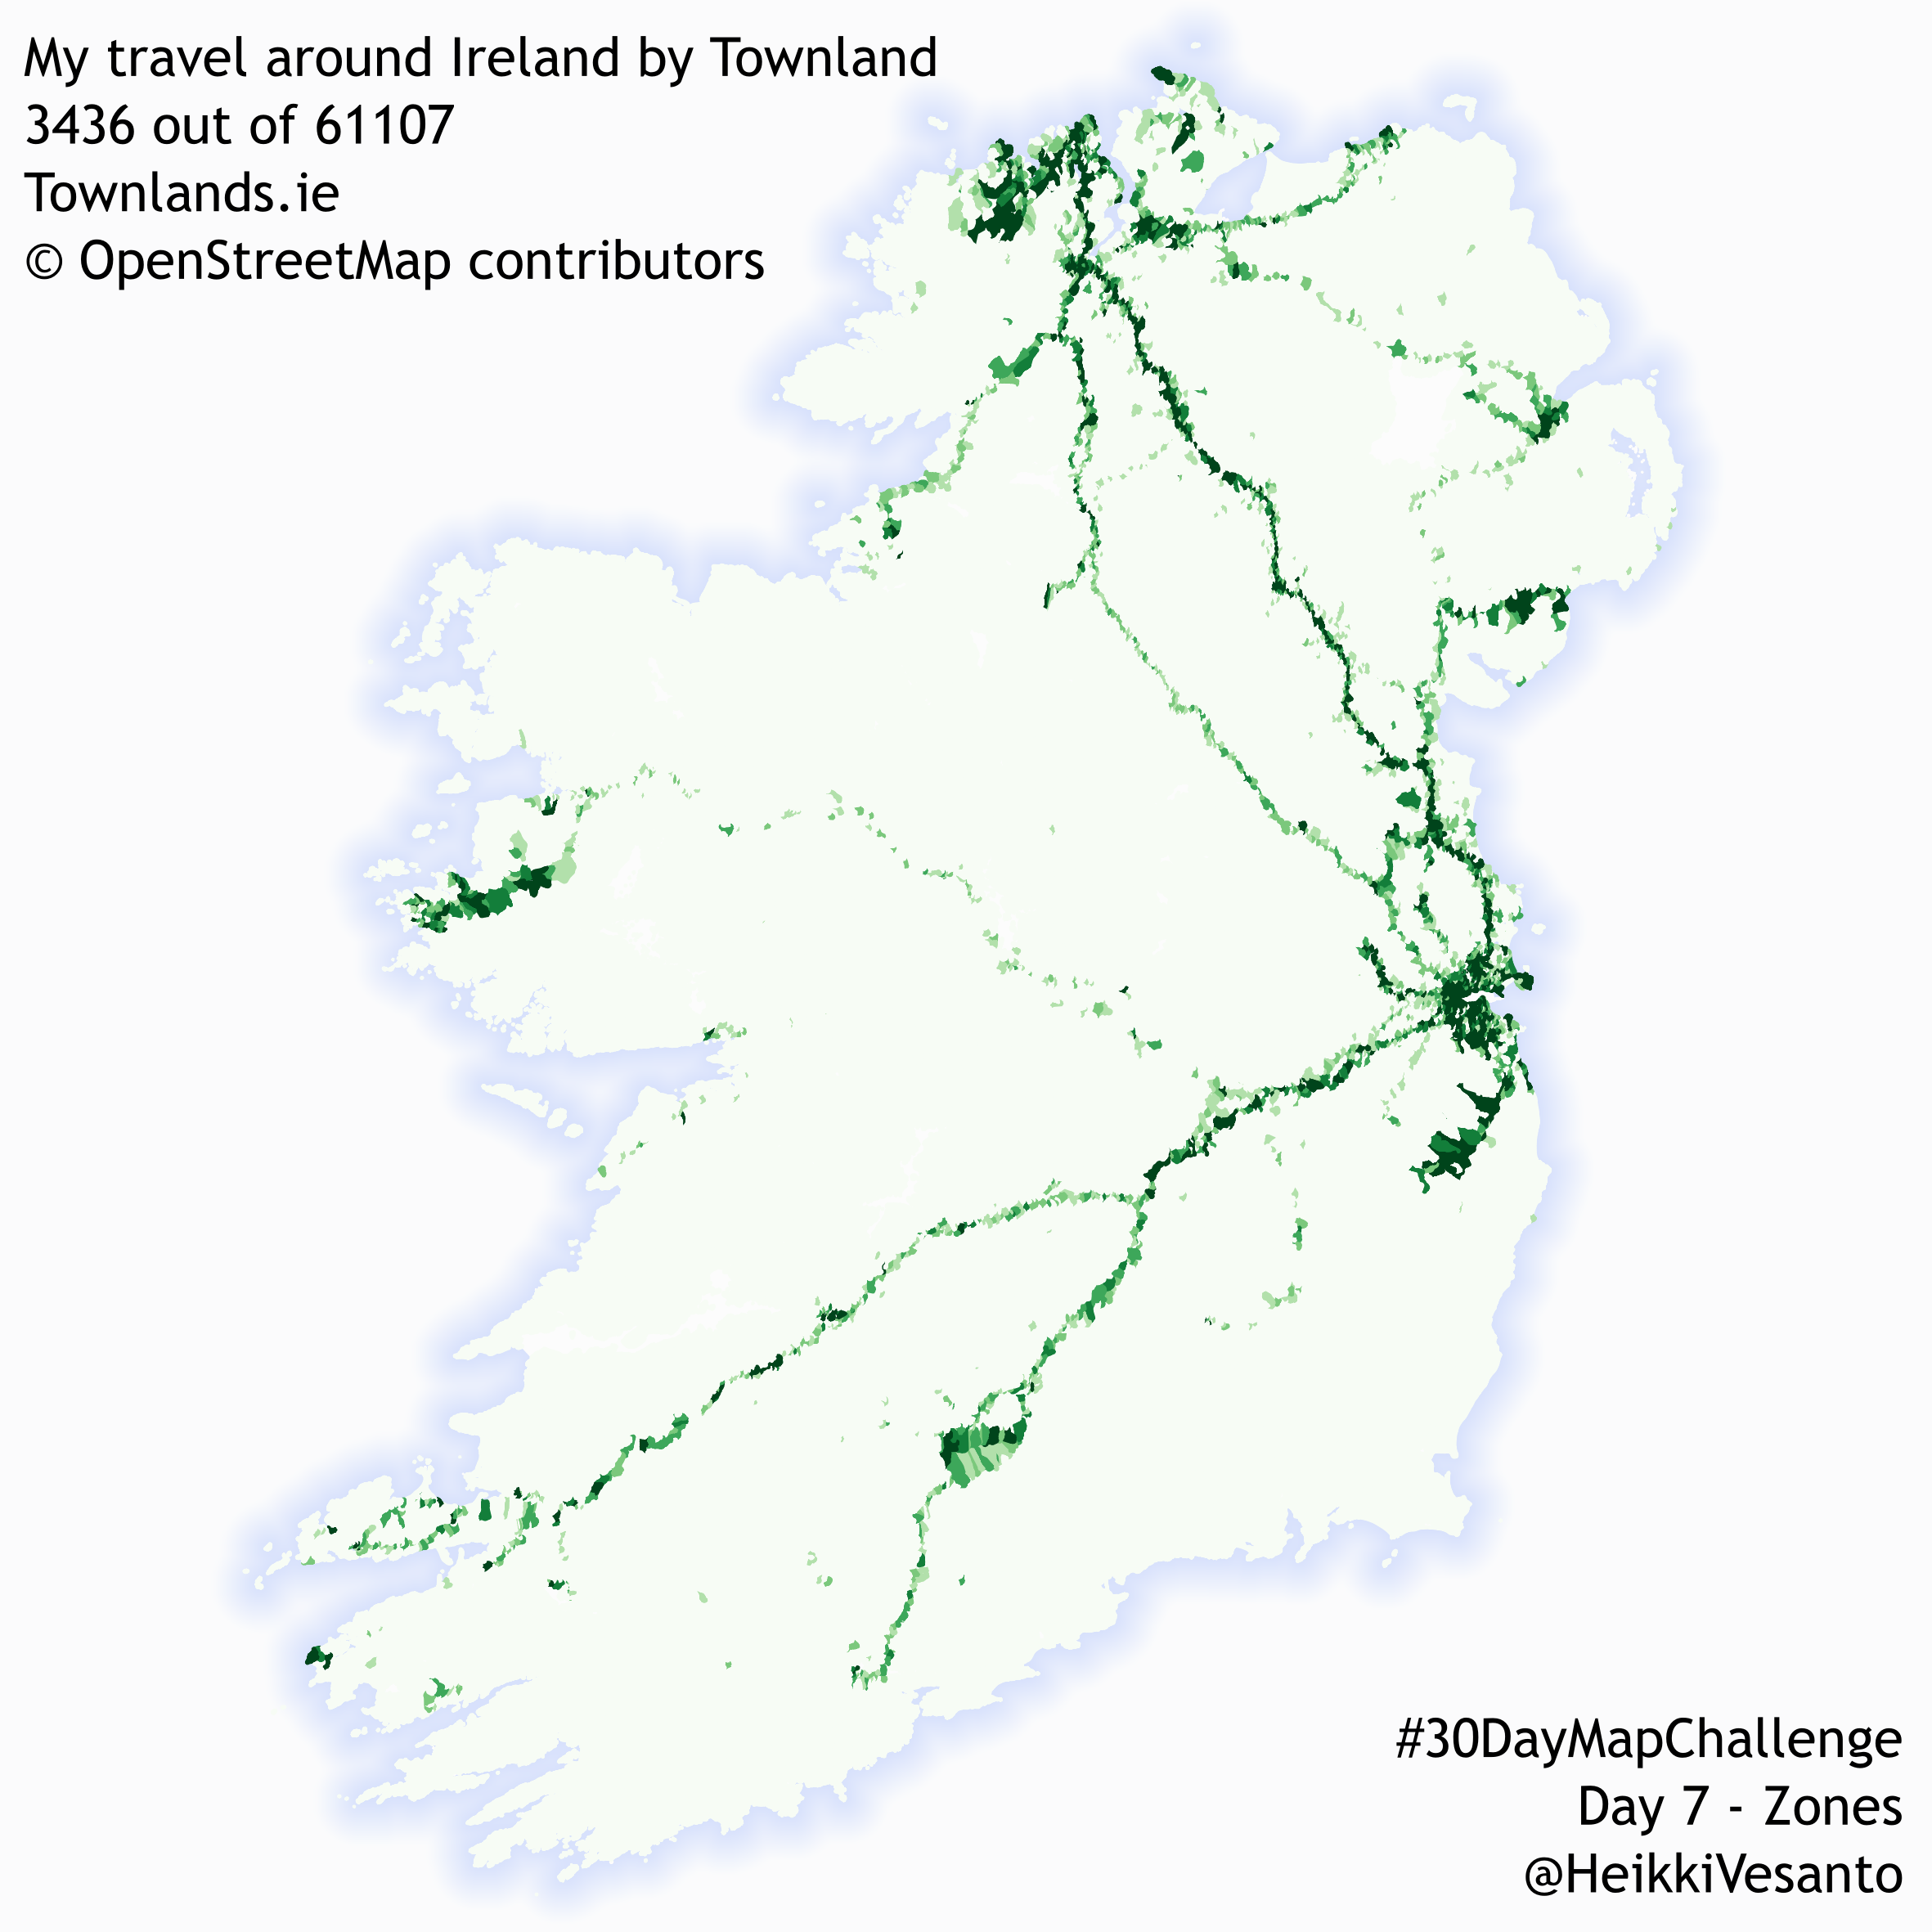 My travel around Ireland by Townland
3436 out of 61107
Townlands.ie
© OpenStreetMap contributors
#30DayMapChallenge
Day 7 - Zones
@HeikkiVesanto